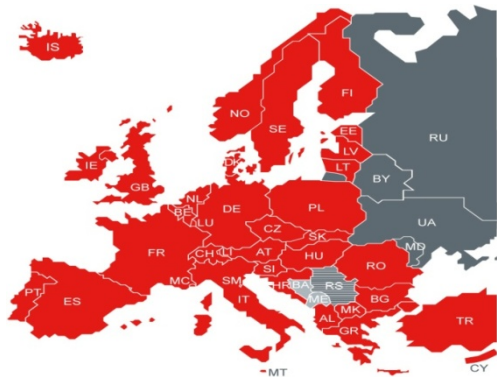 IS
NO
SE
FI
RU
EE
LV
LT
DK
IE
GB
BY
NL
BE
DE
PL
LU
UA
CZ
SK
FR
CH
LI
AT
HU
MD
SI
RO
MC
SM
HR
BA
RS
PT
ES
IT
ME
BG
MK
AL
TR
GR
MT
CY